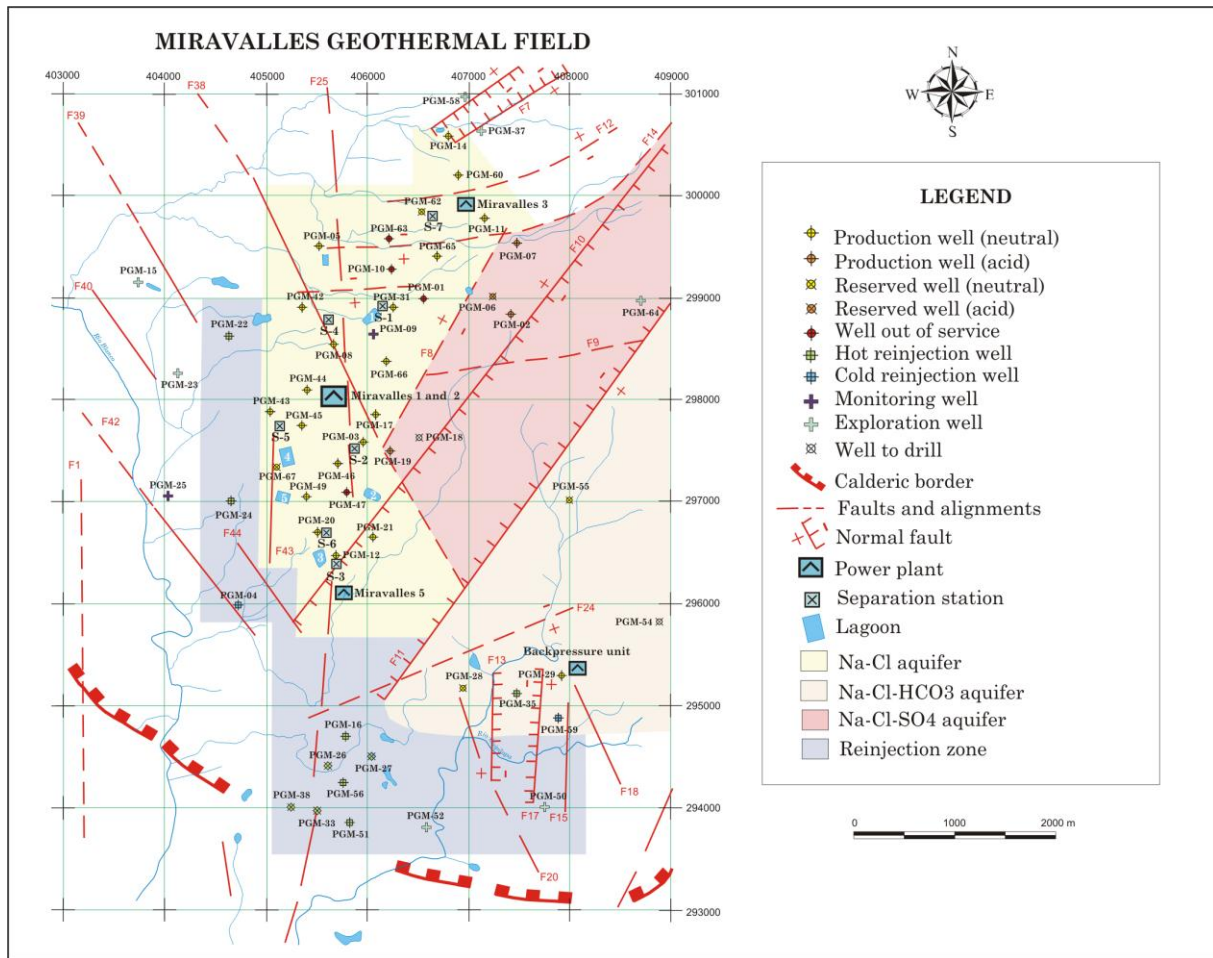 MIRAVALLES GEOTHERMAL FIELD
403000 404000 405000 406000 407000 408000 409000
F38 F25
PGM-58
301000
F39
F7
PGM-37
F12
F14
PGM-14
PGM-60
300000
PGM-62
Miravalles 3
S-7
PGM-63
PGM-11
PGM-05
PGM-65
PGM-07
F10
PGM-15
PGM-10
F40
PGM-42
PGM-31
PGM-01
299000
PGM-06
PGM-64
S-1
PGM-22
S-4
PGM-09
PGM-02
Rio Blanco
PGM-08
F8
F9
PGM-66
PGM-23
PGM-44
298000
Miravalles 1 and 2
PGM-43
F42
PGM-45
PGM-17
S-5
PGM-03
PGM-18
S-2
PGM-19
F1
4
PGM-67
PGM-46
PGM-25
PGM-49
PGM-55
5
2
297000
PGM-24
PGM-47
PGM-20
PGM-21
F44
S-6
F43
3
PGM-12
S-3
PGM-04
Miravalles 5
296000
F24
PGM-54
F11
Backpressure unit
F13
PGM-28
PGM-29
PGM-35
295000
PGM-16
PGM-59
PGM-26
PGM-27
PGM-56
F18
PGM-38
PGM-50
294000
PGM-33
PGM-51
PGM-52
F17 F15
F20
293000
N
W E
S
LEGEND
Production well (neutral)
Production well (acid)
Reserved well (neutral)
Reserved well (acid)
Well out of service
Hot reinjection well
Cold reinjection well
Monitoring well
Exploration well
Well to drill
Calderic border
Faults and alignments
Normal fault
Power plant
Separation station
Lagoon
Na-Cl aquifer
Na-Cl-HCO3 aquifer
Na-Cl-SO4 aquifer
Reinjection zone
0 1000 2000 m